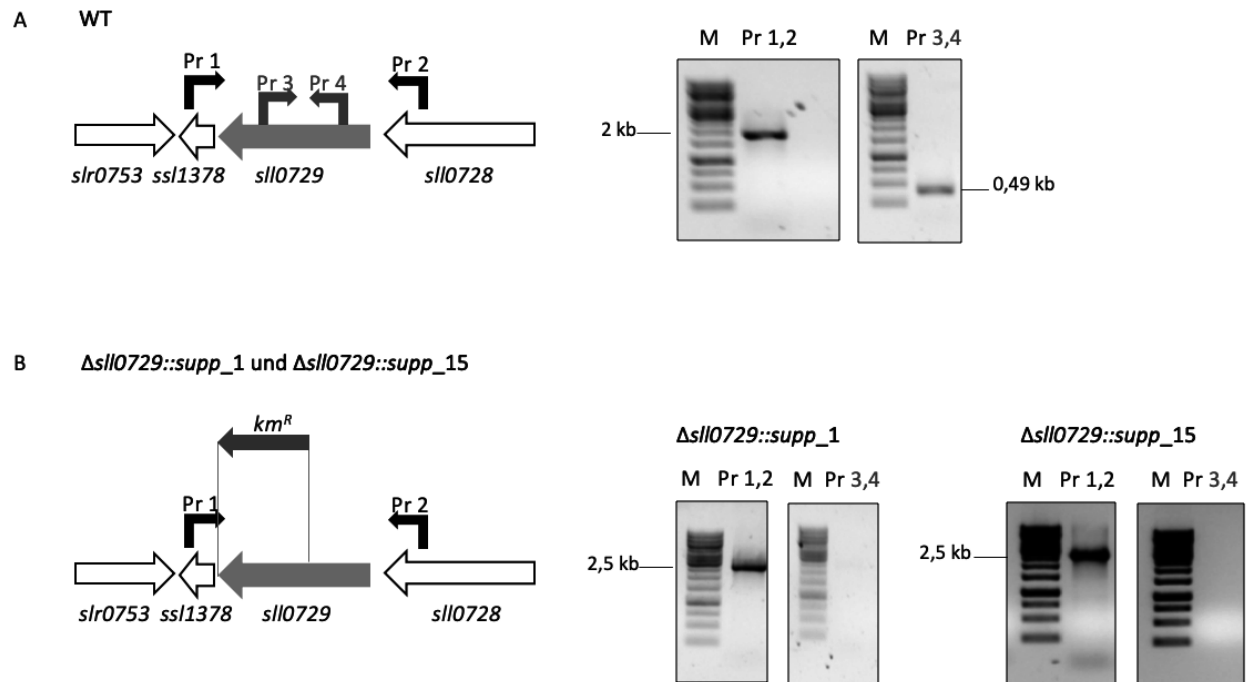 A WT
Pr 1
Pr 3
Pr 4
Pr 2
slr0753 ssl1378 sll0729 sll0728
M Pr 1,2
2 kb
M Pr 3,4
0,49 kb
B Δsll0729::supp_1 und Δsll0729::supp_15
kmR
Pr 1
Pr 2
slr0753 ssl1378 sll0729 sll0728
Δsll0729::supp_1
M Pr 1,2 M Pr 3,4
2,5 kb
Δsll0729::supp_15
M Pr 1,2 M Pr 3,4
2,5 kb